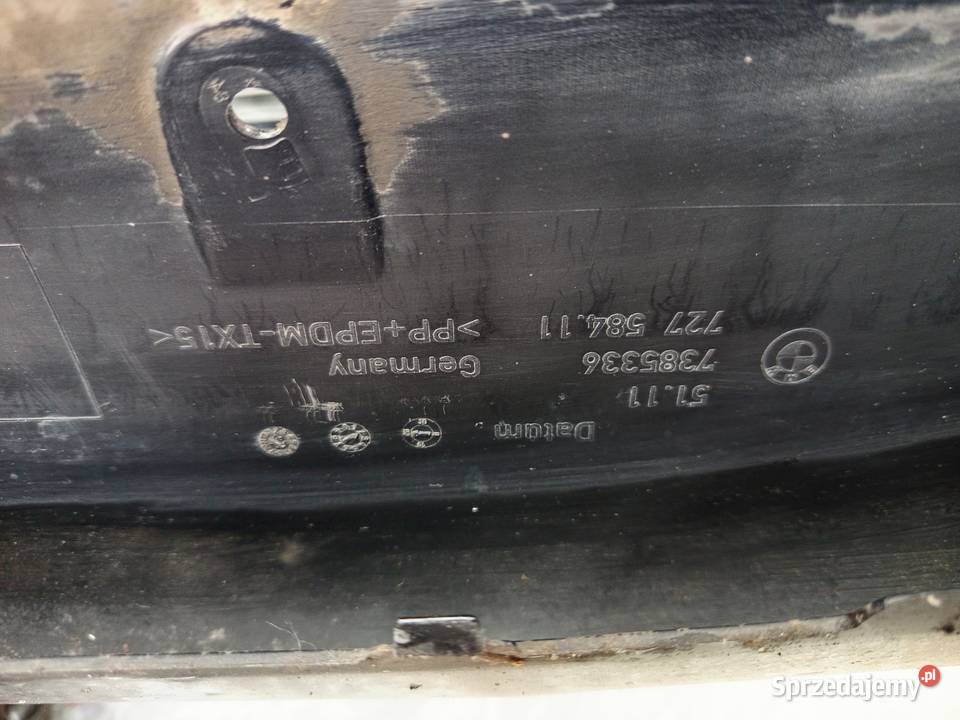 Datum
51.11
7385336 Germany
727 584.11 >PP+EPDM-TX15<
Sprzedajemy.pl